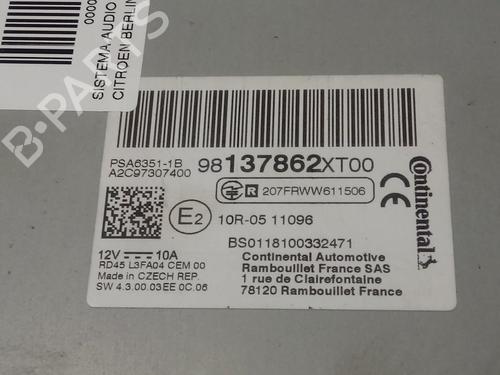 0000
SISTEMA AUDIO
CITROEN BERLIN
B-PARTS
PSA6351-1B
A2C97307400
98137862XT00
R 207FRWW611506
E2 10R-05 11096
BS0118100332471
12V 10A
RD45 L3FA04 CEM 00
Made in CZECH REP.
SW 4.3.00.03EE 0C.06
Continental Automotive
Rambouillet France SAS
1 rue de Clairefontaine
78120 Rambouillet France
Continental